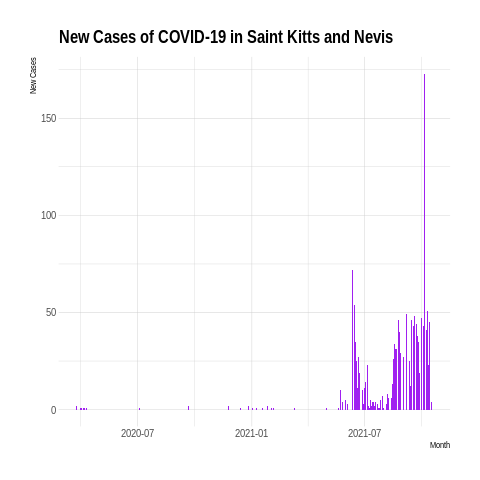 New Cases of COVID-19 in Saint Kitts and Nevis
New Cases
150
100
50
0
2020-07
2021-01
2021-07
Month